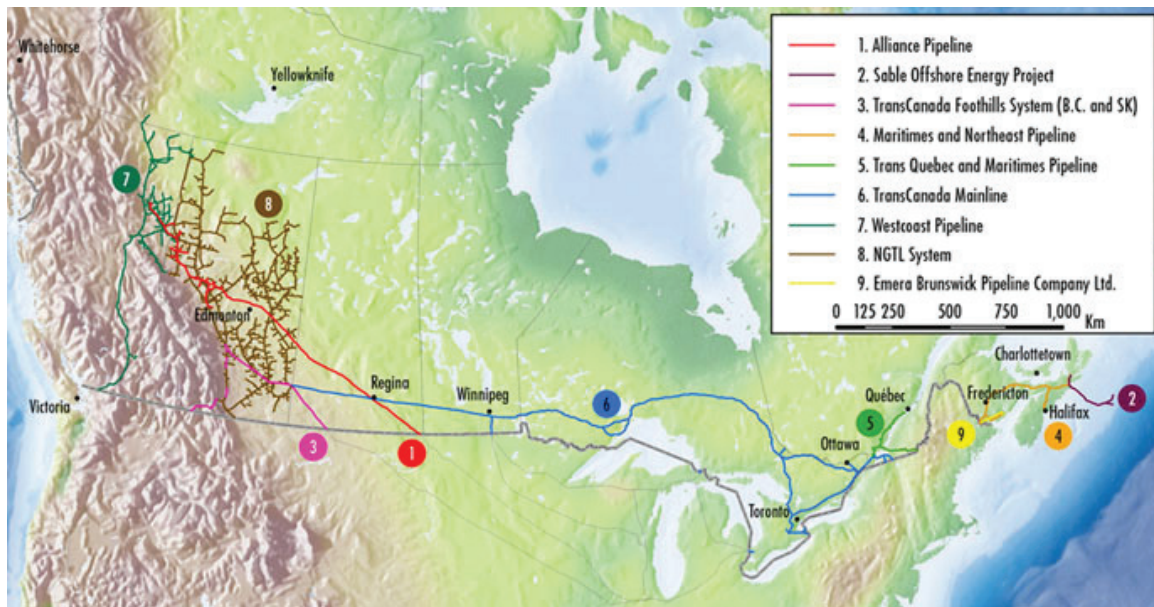 Whitehorse
Yellowknife
1. Alliance Pipeline
2. Sable Offshore Energy Project
3. TransCanada Foothills System (B.C. and SK)
4. Maritimes and Northeast Pipeline
5. Trans Quebec and Maritimes Pipeline
6. TransCanada Mainline
7. Westcoast Pipeline
8. NGTL System
9. Emera Brunswick Pipeline Company Ltd.
0 125 250 500 750 1,000 Km
7
8
Edmonton
Charlottetown
Victoria
Regina
Winnipeg
6
Québec
Fredericton
2
5
Halifax
3
1
Ottawa
9
4
Toronto